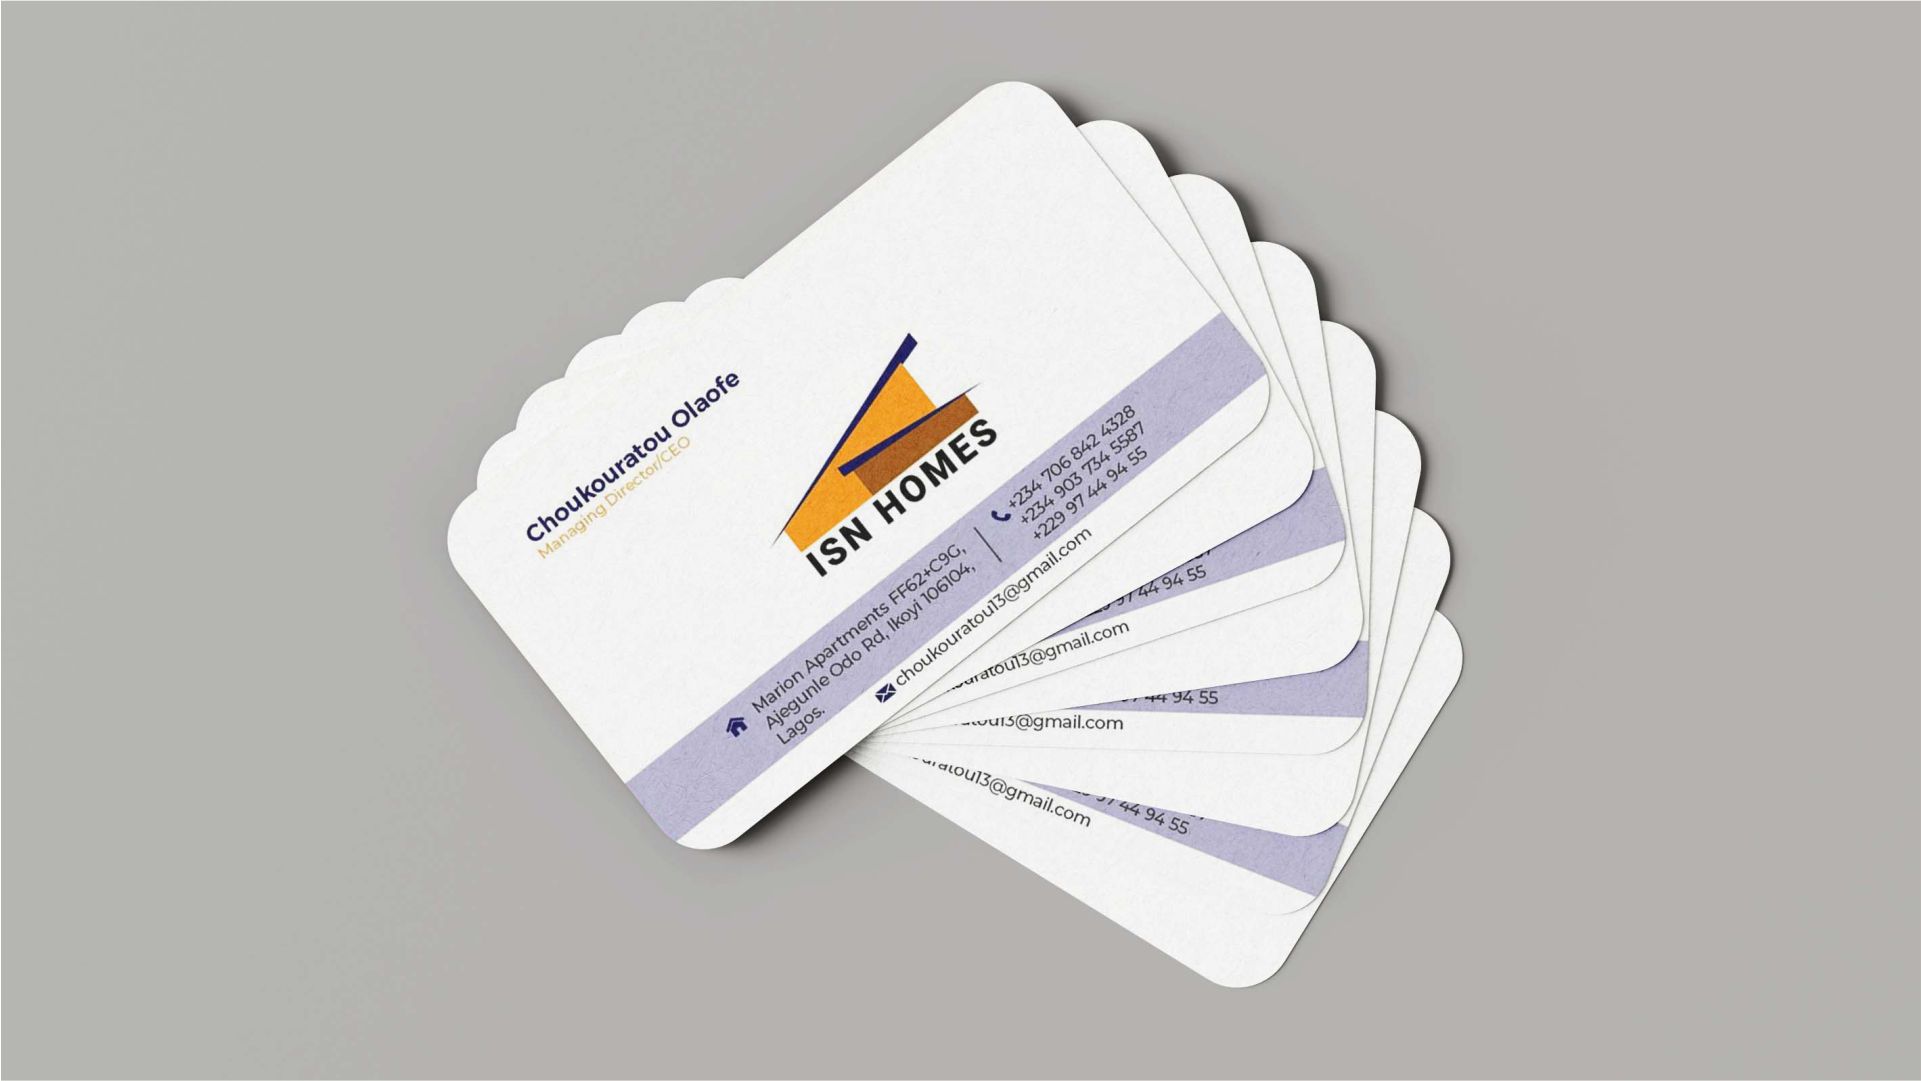 Choukouratou Olaofe
Managing Director/CEO
ISN HOMES
Marion Apartments FF62+C9G,
Ajegunle Odo Rd, Ikoyi 106104,
Lagos.
+234 706 842 4328
+234 903 734 5587
+229 97 44 94 55
choukouratou13@gmail.com
97 44 94 55
ouratou13@gmail.com
97 44 94 55
ratou13@gmail.com
97 44 94 55
uratou13@gmail.com